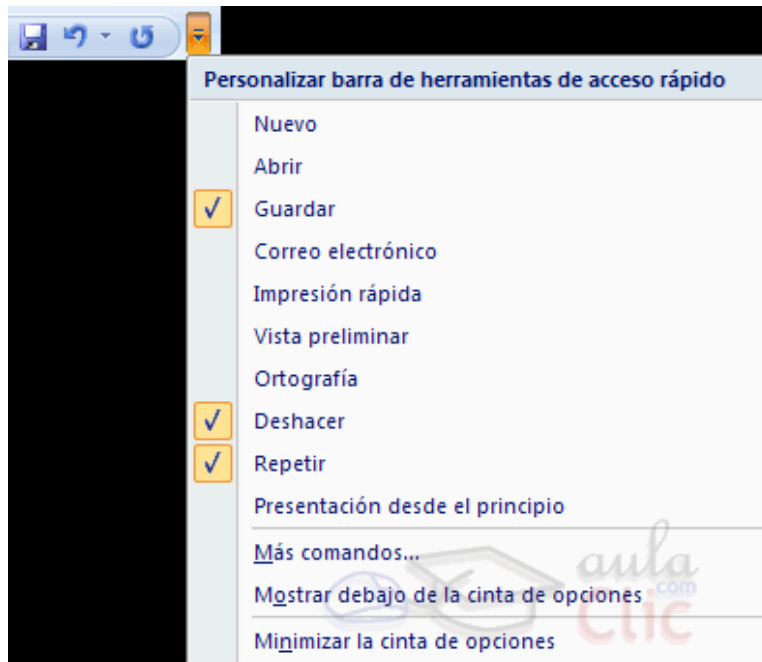 Personalizar barra de herramientas de acceso rápido
Nuevo
Abrir
Guardar
Correo electrónico
Impresión rápida
Vista preliminar
Ortografía
Deshacer
Repetir
Presentación desde el principio
Más comandos...
Mostrar debajo de la cinta de opciones
Minimizar la cinta de opciones
aula
.com
Clic